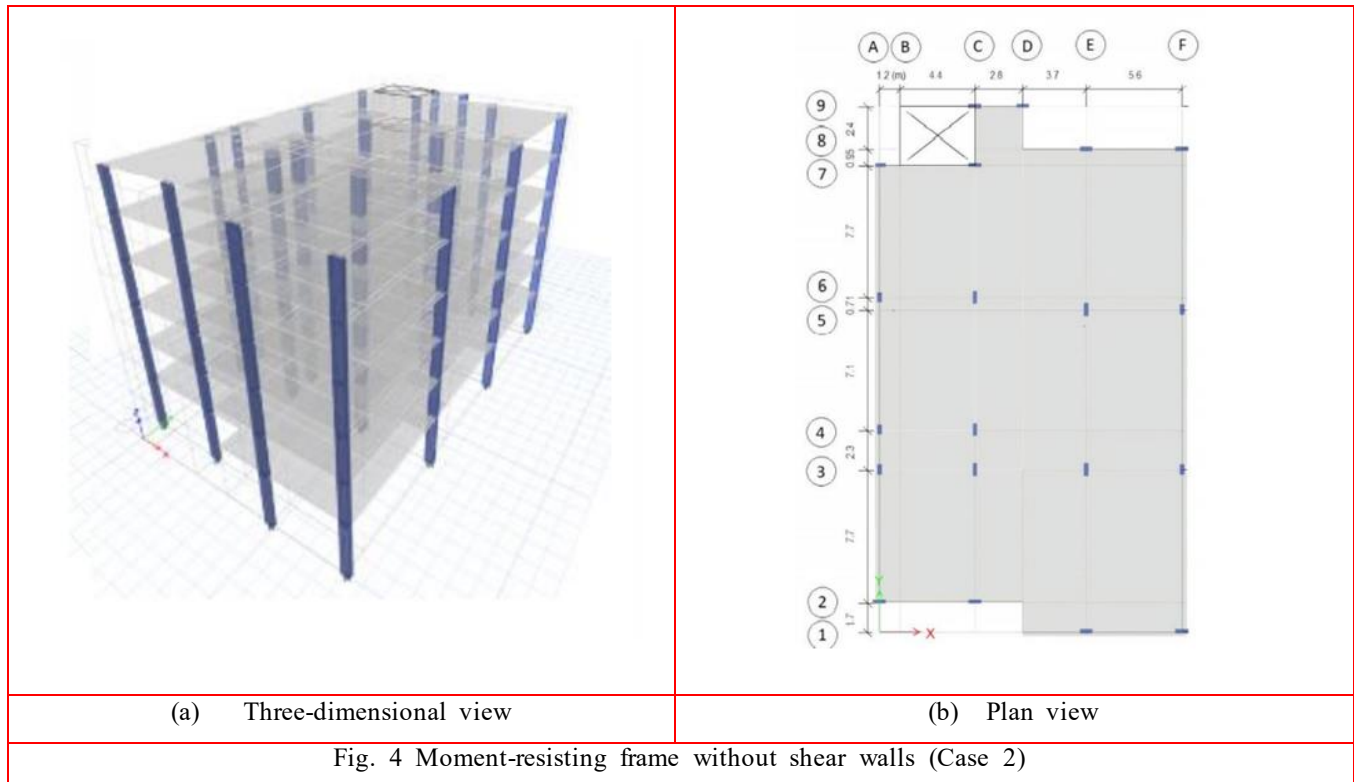 A B C D E F
1.2 (m) 4.4 2.8 3.7 5.6
9
2.4
8
0.95
7
7.7
6
0.71
5
7.1
4
2.3
3
7.7
2
1.7
1
Y
X
(a) Three-dimensional view
(b) Plan view
Fig. 4 Moment-resisting frame without shear walls (Case 2)